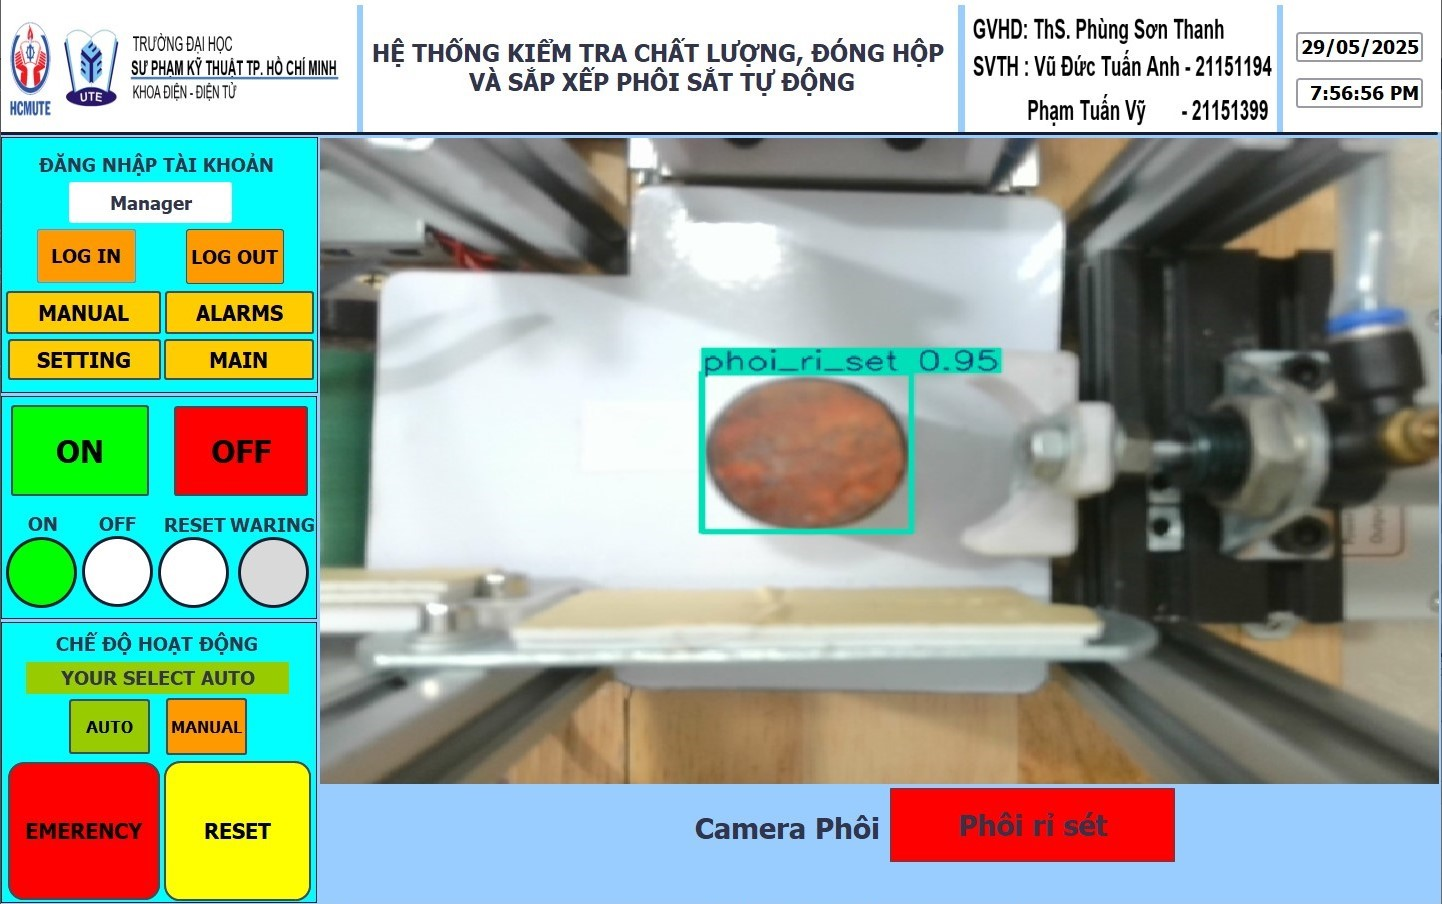 HCMUTE
UTE
TRƯỜNG ĐẠI HỌC
SƯ PHẠM KỸ THUẬT TP. HỒ CHÍ MINH
KHOA ĐIỆN - ĐIỆN TỬ
HỆ THỐNG KIỂM TRA CHẤT LƯỢNG, ĐÓNG HỘP
VÀ SẮP XẾP PHÔI SẮT TỰ ĐỘNG
GVHD: ThS. Phùng Sơn Thanh
SVTH : Vũ Đức Tuấn Anh - 21151194
Phạm Tuấn Vỹ - 21151399
29/05/2025
7:56:56 PM
ĐĂNG NHẬP TÀI KHOẢN
Manager
LOG IN LOG OUT
MANUAL ALARMS
SETTING MAIN
ON OFF
ON OFF RESET WARING
CHẾ ĐỘ HOẠT ĐỘNG
YOUR SELECT AUTO
AUTO MANUAL
EMERENCY RESET
phoi_ri_set 0.95
Camera Phôi Phôi rỉ sét